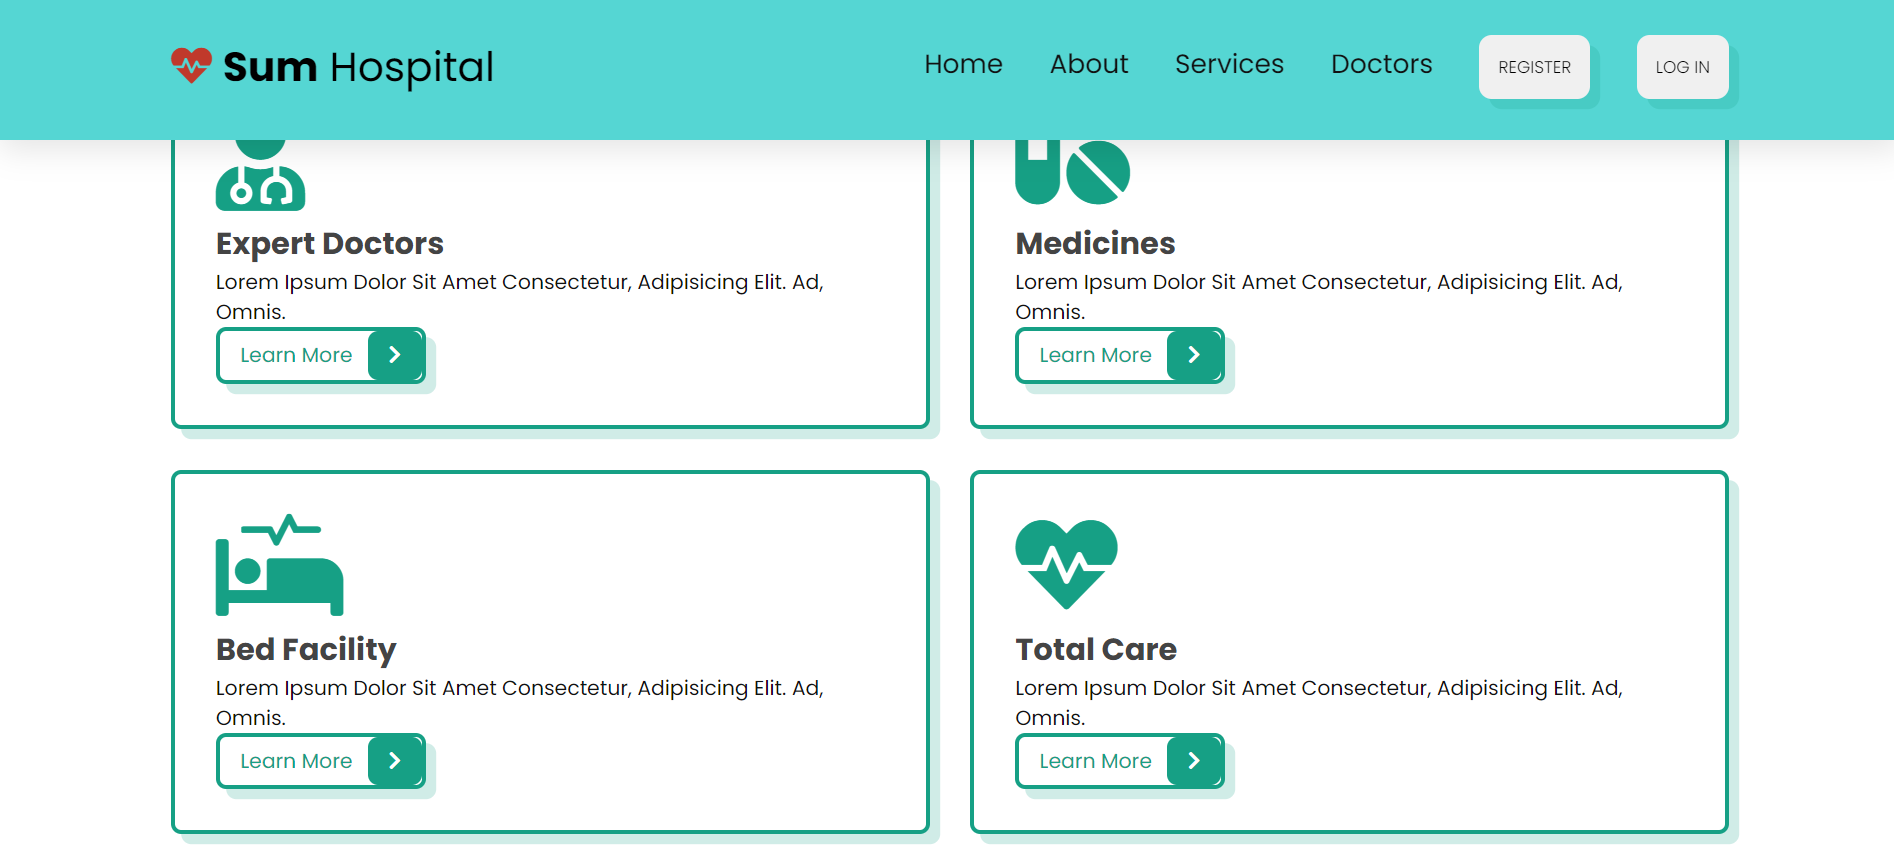 Sum Hospital
Home About Services Doctors REGISTER LOG IN
Expert Doctors
Lorem Ipsum Dolor Sit Amet Consectetur, Adipisicing Elit. Ad,
Omnis.
Learn More
Medicines
Lorem Ipsum Dolor Sit Amet Consectetur, Adipisicing Elit. Ad,
Omnis.
Learn More
Bed Facility
Lorem Ipsum Dolor Sit Amet Consectetur, Adipisicing Elit. Ad,
Omnis.
Learn More
Total Care
Lorem Ipsum Dolor Sit Amet Consectetur, Adipisicing Elit. Ad,
Omnis.
Learn More